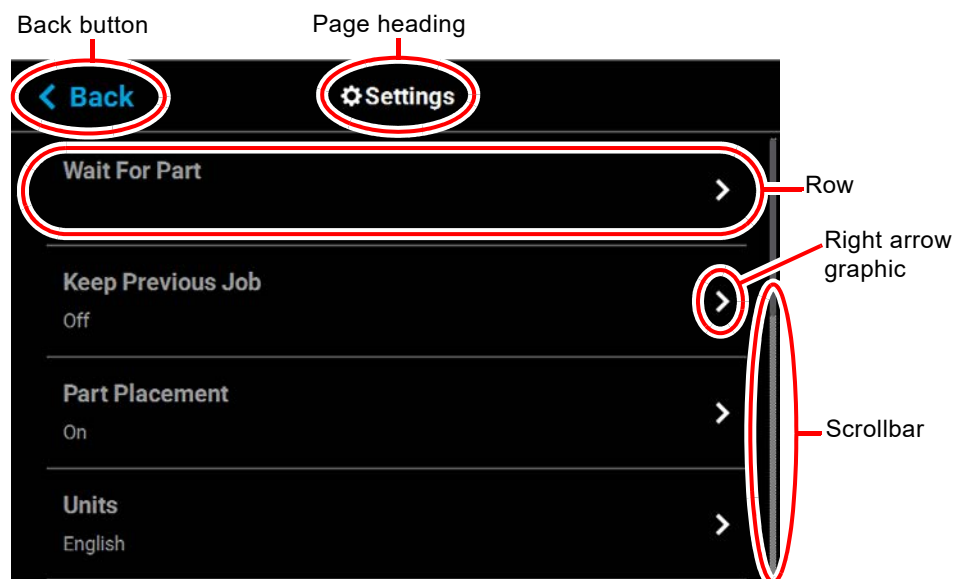 Back button
Page heading
Back
Settings
Wait For Part
Row
Right arrow
graphic
Keep Previous Job
Off
Part Placement
On
Scrollbar
Units
English